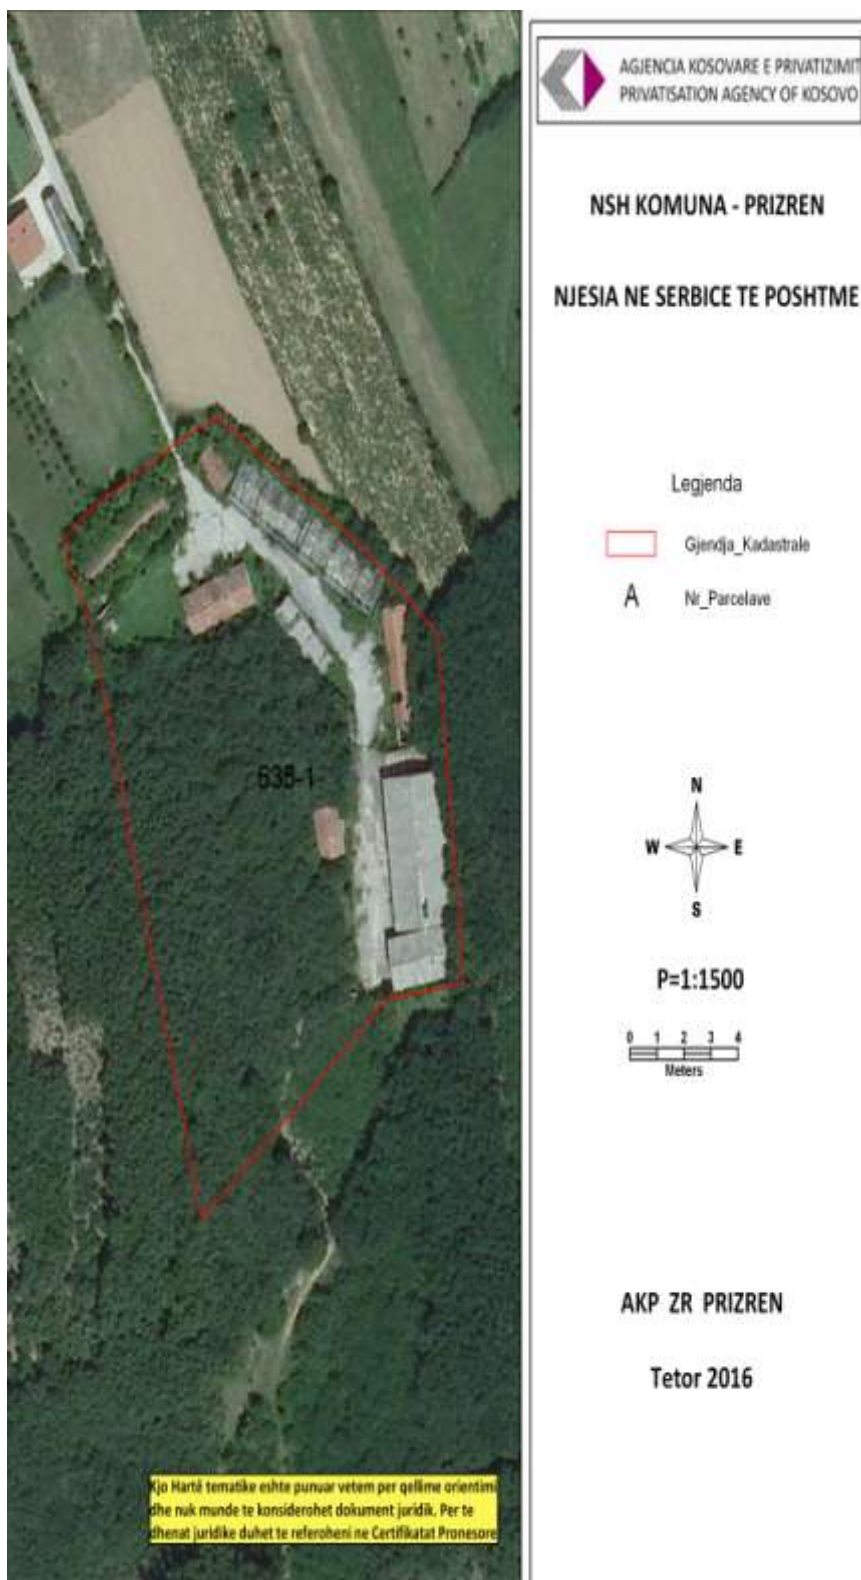 AGJENCIA KOSOVARE E PRIVATIZIMIT
PRIVATISATION AGENCY OF KOSOVO
NSH KOMUNA - PRIZREN
NJESIA NE SERBICE TE POSHTME
Legjenda
Gjendja_Kadastrale
A Nr_Parcelave
638-1
N
W E
S
P=1:1500
0 1 2 3 4
Meters
AKP ZR PRIZREN
Tetor 2016
Kjo Hartë tematike eshte punuar vetem per qellime orientimi
dhe nuk munde te konsiderohet dokument juridik. Per te
dhenat juridike duhet te referoheni ne Certifikatat Pronesore